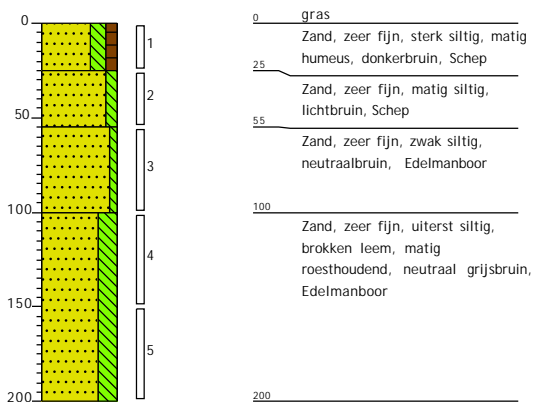 0
50
100
150
200
1
2
3
4
5
0
gras
Zand, zeer fijn, sterk siltig, matig
humeus, donkerbruin, Schep
25
Zand, zeer fijn, matig siltig,
lichtbruin, Schep
55
Zand, zeer fijn, zwak siltig,
neutraalbruin, Edelmanboor
100
Zand, zeer fijn, uiterst siltig,
brokken leem, matig
roesthoudend, neutraal grijsbruin,
Edelmanboor
200